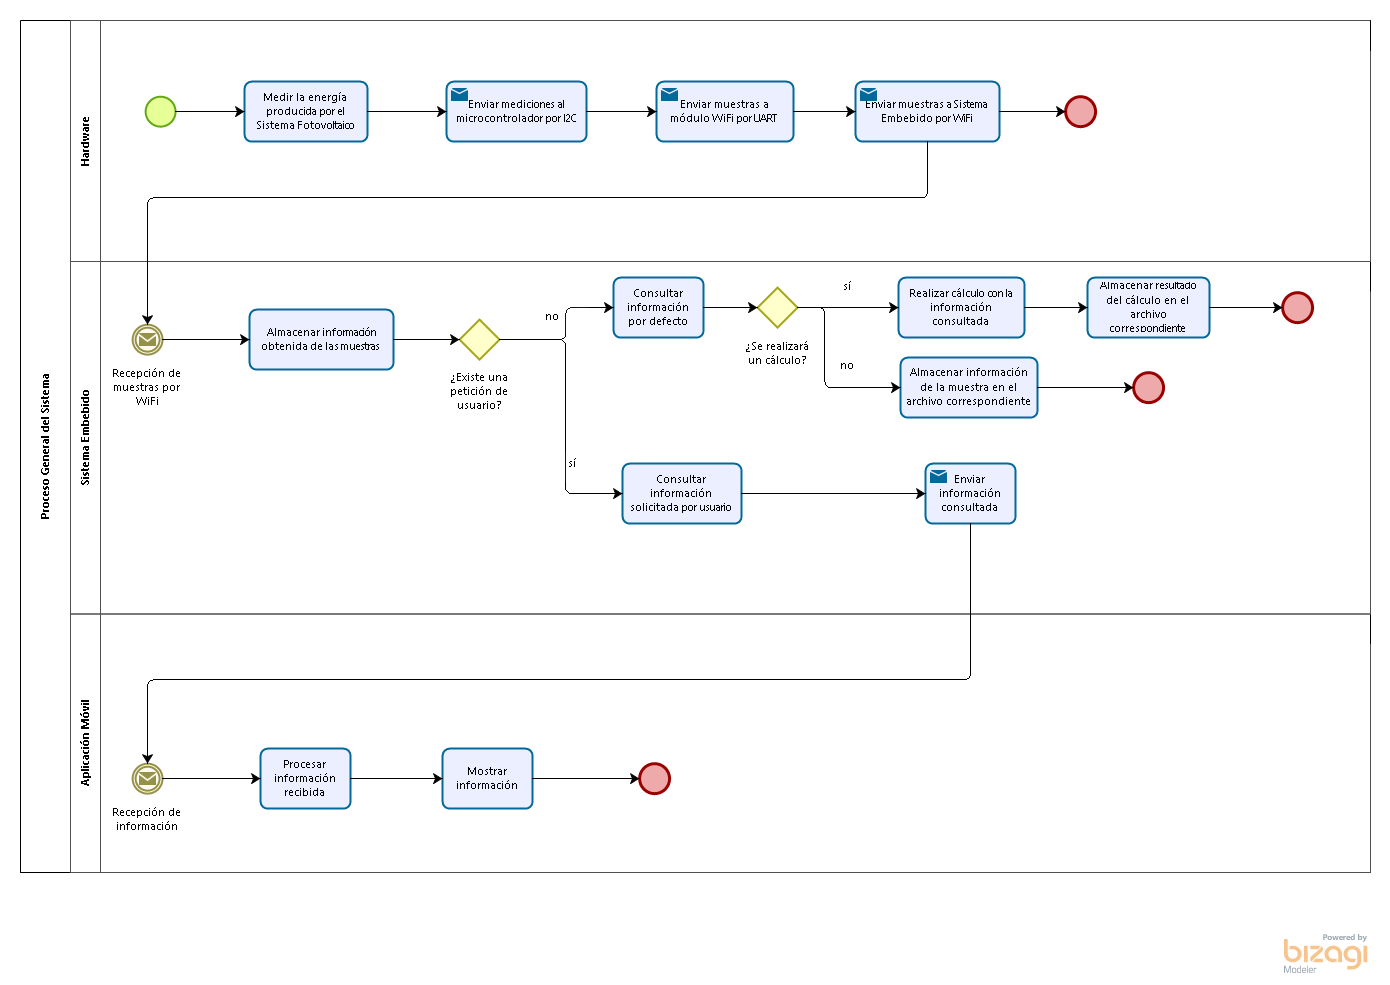 Proceso General del Sistema
Hardware
Medir la energía
producida por el
Sistema Fotovoltaico
Enviar mediciones al
microcontrolador por I2C
Enviar muestras a
módulo WiFi por UART
Enviar muestras a Sistema
Embebido por WiFi
Sistema Embebido
Recepción de
muestras por
WiFi
Almacenar información
obtenida de las muestras
¿Existe una
petición de
usuario?
no
Consultar
información
por defecto
¿Se realizará
un cálculo?
sí
Realizar cálculo con la
información
consultada
Almacenar resultado
del cálculo en el
archivo
correspondiente
no
Almacenar información
de la muestra en el
archivo correspondiente
sí
Consultar
información
solicitada por usuario
Enviar
información
consultada
Aplicación Móvil
Recepción de
información
Procesar
información
recibida
Mostrar
información
Powered by
bizagi
Modeler